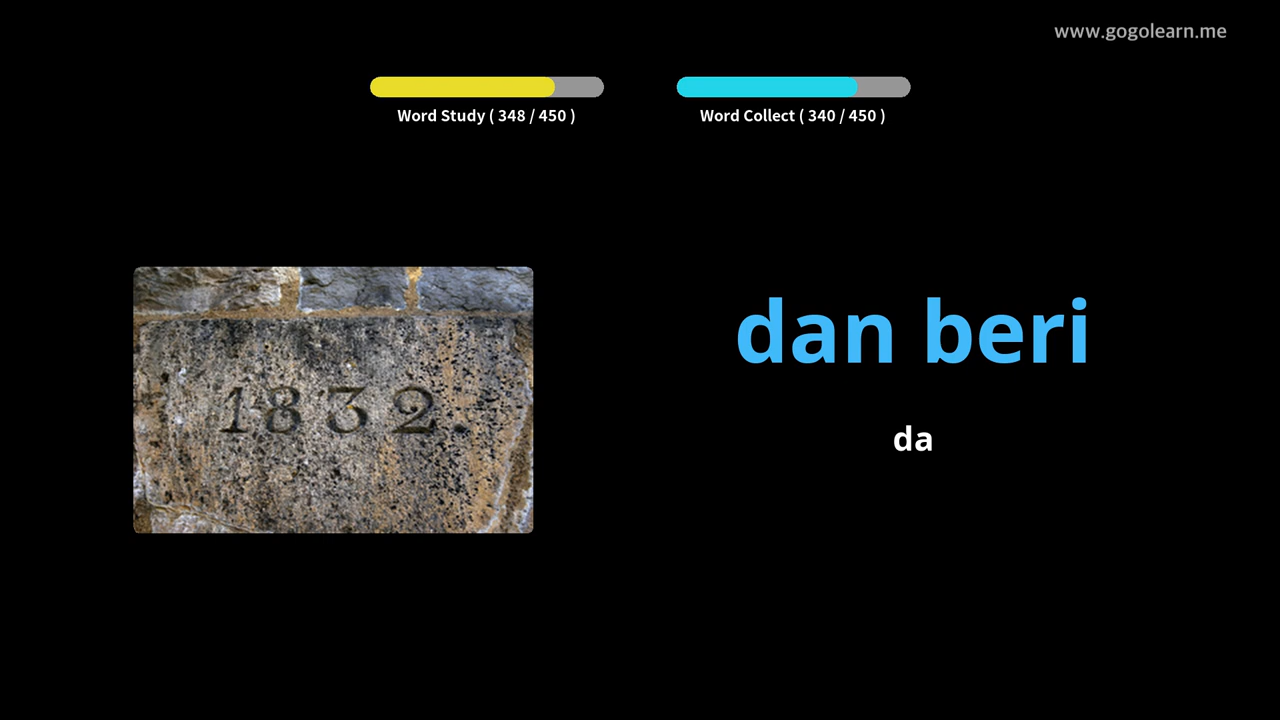 www.gogolearn.me
Word Study ( 348 / 450 )
Word Collect ( 340 / 450 )
1832.
dan beri
da